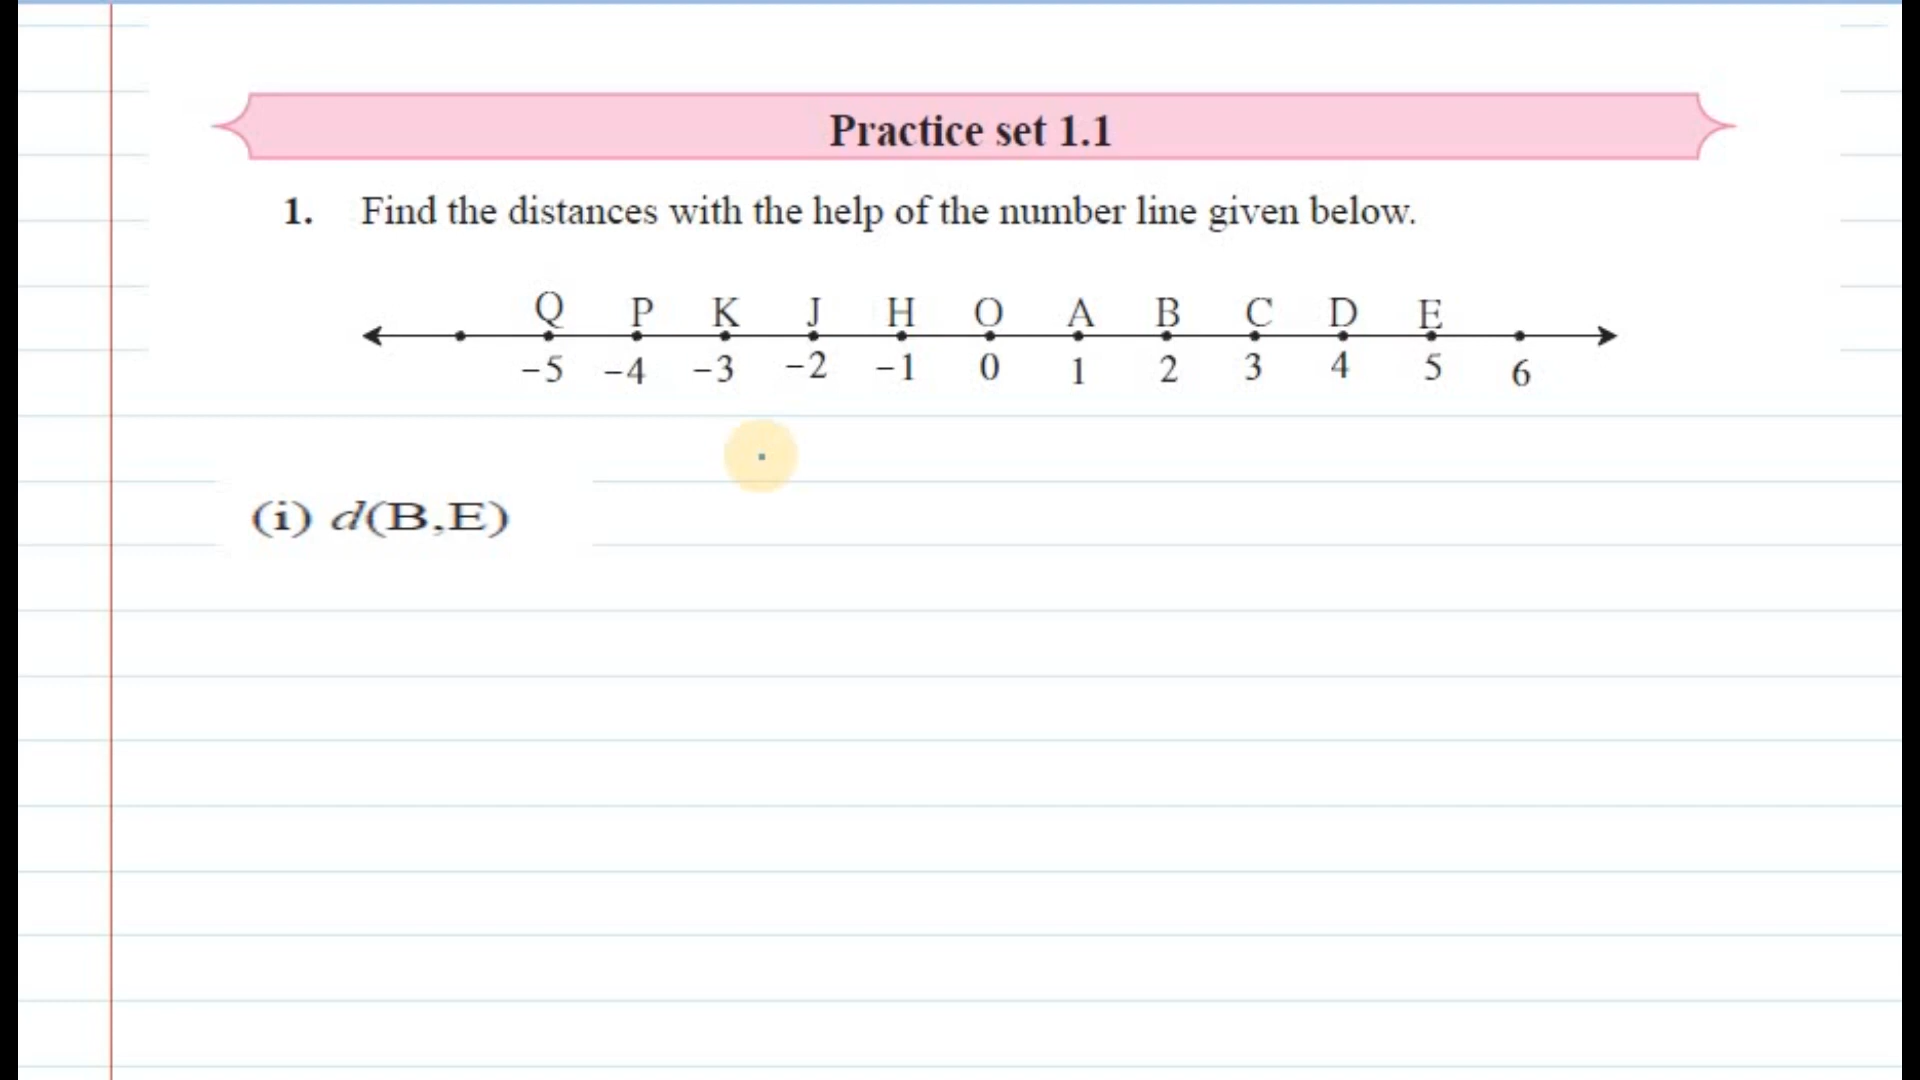 Practice set 1.1
1. Find the distances with the help of the number line given below.
Q P K J H O A B C D E
−5 −4 −3 −2 −1 0 1 2 3 4 5 6
(i) d(B,E)